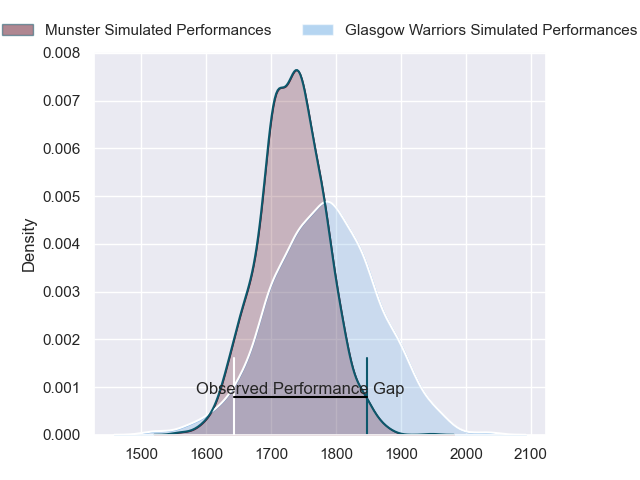 Munster Simulated Performances
Glasgow Warriors Simulated Performances
0.008
0.007
0.006
0.005
0.004
0.003
0.002
0.001
0.000
Density
Observed Performance Gap
1500 1600 1700 1800 1900 2000 2100